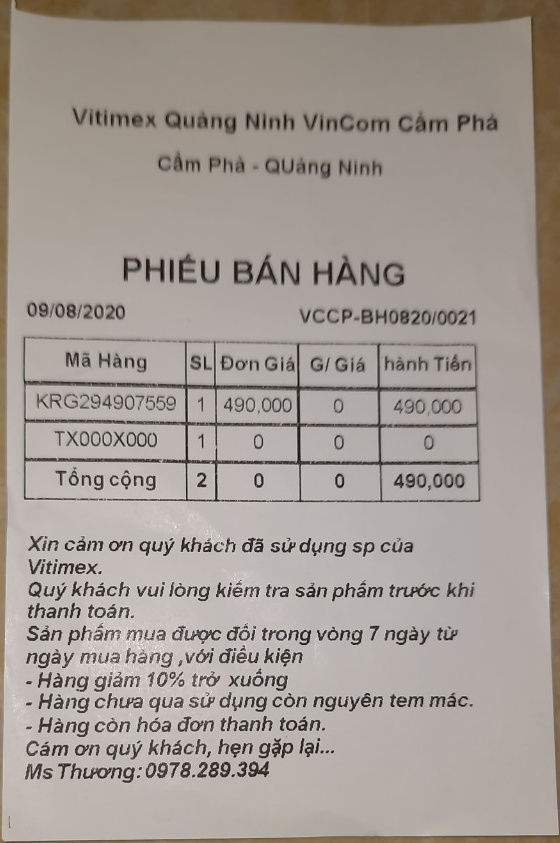 Vitimex Quảng Ninh VinCom Cẩm Phả
Cẩm Phả - QUảng Ninh
PHIẾU BÁN HÀNG
09/08/2020 VCCP-BH0820/0021
Mã Hàng SL Đơn Giá G/ Giá hành Tiền
KRG294907559 1 490,000 0 490,000
TX000X000 1 0 0 0
Tổng cộng 2 0 0 490,000
Xin cảm ơn quý khách đã sử dụng sp của
Vitimex.
Quý khách vui lòng kiểm tra sản phẩm trước khi
thanh toán.
Sản phẩm mua được đổi trong vòng 7 ngày từ
ngày mua hàng ,với điều kiện
- Hàng giảm 10% trở xuống
- Hàng chưa qua sử dụng còn nguyên tem mác.
- Hàng còn hóa đơn thanh toán.
Cám ơn quý khách, hẹn gặp lại...
Ms Thương: 0978.289.394